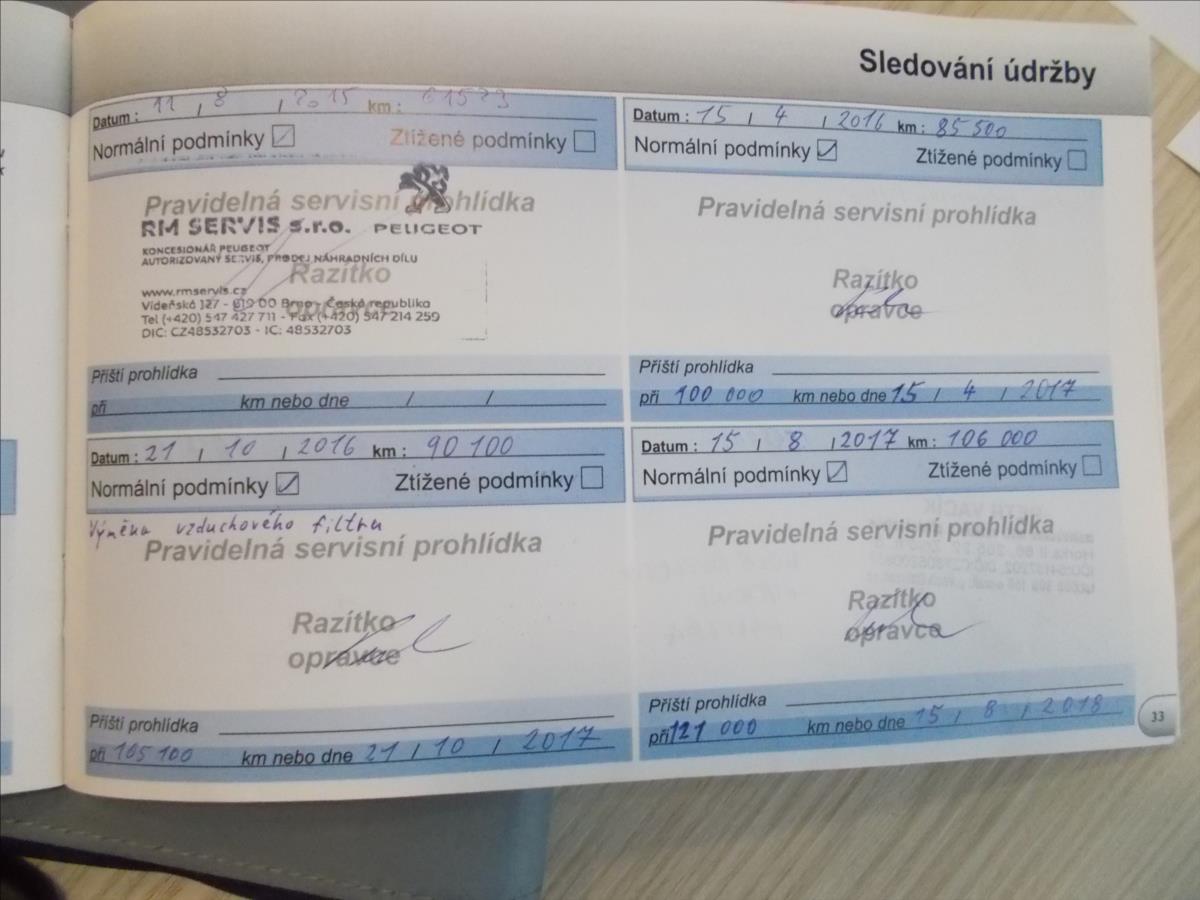 Sledování údržby
Datum : 11 / 8 / 2015 km : 61573
Normální podmínky Ztížené podmínky
Pravidelná servisní prohlídka
RM SERVIS s.r.o. PEUGEOT
KONCESIONÁŘ PEUGEOT
AUTORIZOVANÝ SERVIS, PRODEJ NÁHRADNÍCH DÍLU
Razítko
opravce
www.rmservis.cz
Vídeňská 127 - 619 00 Brno - Česká republika
Tel (+420) 547 427 711 - Fax (+420) 547 214 259
DIC: CZ48532703 - IC: 48532703
Příští prohlídka
při km nebo dne / /
Datum : 15 / 4 / 2016 km : 85 500
Normální podmínky Ztížené podmínky
Pravidelná servisní prohlídka
Razítko
opravce
Příští prohlídka
při 100 000 km nebo dne 15 / 4 / 2017
Datum : 21 / 10 / 2016 km : 90 100
Normální podmínky Ztížené podmínky
Výměna vzduchového filtru
Pravidelná servisní prohlídka
Razítko
opravce
Příští prohlídka
při 105 100 km nebo dne 21 / 10 / 2017
Datum : 15 / 8 / 2017 km : 106 000
Normální podmínky Ztížené podmínky
Pravidelná servisní prohlídka
Razítko
opravce
Příští prohlídka
při 121 000 km nebo dne 15 / 8 / 2018
33